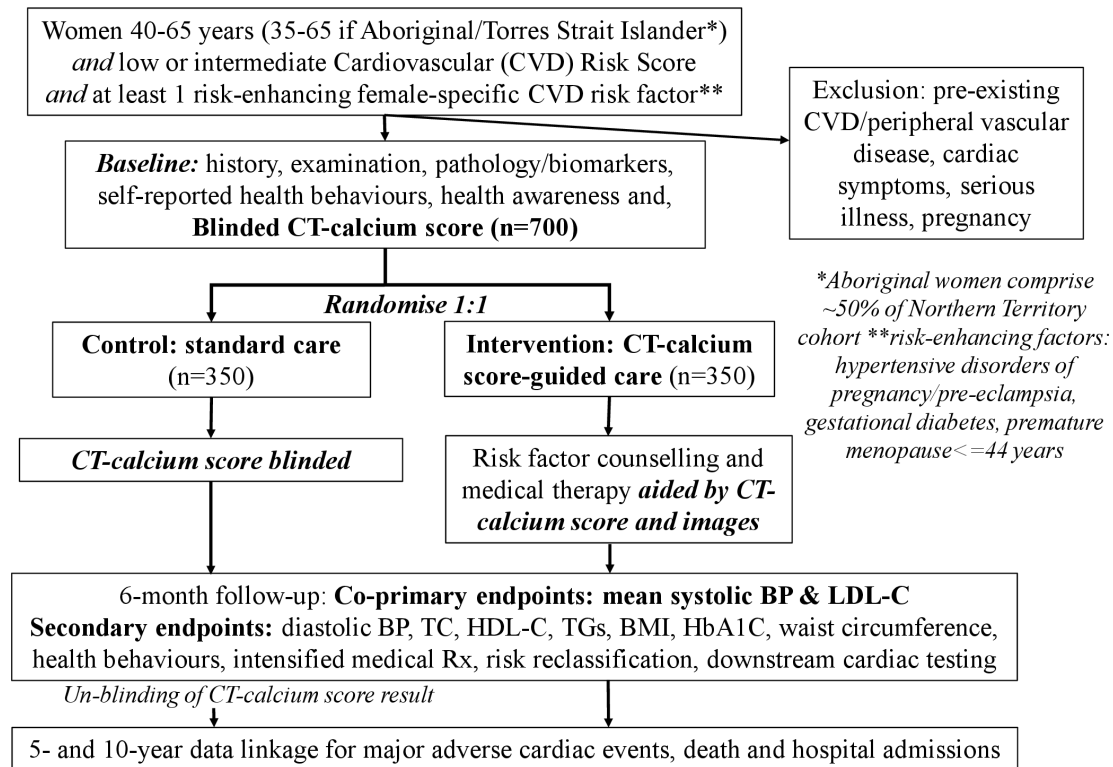 Women 40-65 years (35-65 if Aboriginal/Torres Strait Islander*)
and low or intermediate Cardiovascular (CVD) Risk Score
and at least 1 risk-enhancing female-specific CVD risk factor**
Exclusion: pre-existing
CVD/peripheral vascular
disease, cardiac
symptoms, serious
illness, pregnancy
Baseline: history, examination, pathology/biomarkers,
self-reported health behaviours, health awareness and,
Blinded CT-calcium score (n=700)
*Aboriginal women comprise
~50% of Northern Territory
cohort **risk-enhancing factors:
hypertensive disorders of
pregnancy/pre-eclampsia,
gestational diabetes, premature
menopause<=44 years
Randomise 1:1
Control: standard care
(n=350)
Intervention: CT-calcium
score-guided care (n=350)
CT-calcium score blinded
Risk factor counselling and
medical therapy aided by CT-
calcium score and images
6-month follow-up: Co-primary endpoints: mean systolic BP & LDL-C
Secondary endpoints: diastolic BP, TC, HDL-C, TGs, BMI, HbA1C, waist circumference,
health behaviours, intensified medical Rx, risk reclassification, downstream cardiac testing
Un-blinding of CT-calcium score result
5- and 10-year data linkage for major adverse cardiac events, death and hospital admissions